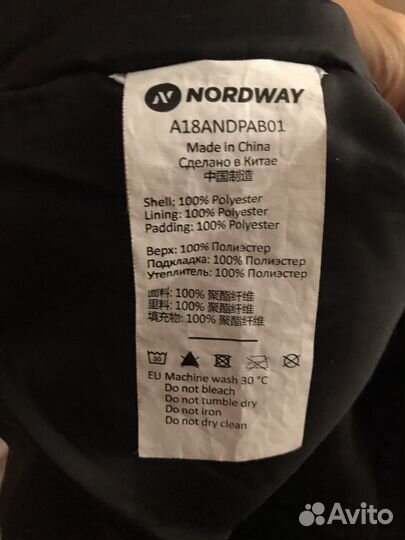 NORDWAY
A18ANDPAB01
Made in China
Сделано в Китае
中国制造
Shell: 100% Polyester
Lining: 100% Polyester
Padding: 100% Polyester
Верх: 100% Полиэстер
Подкладка: 100% Полиэстер
Утеплитель: 100% Полиэстер
面料: 100% 聚酯纤维
里料: 100% 聚酯纤维
填充物: 100% 聚酯纤维
30
EU Machine wash 30 °C
Do not bleach
Do not tumble dry
Do not iron
Do not dry clean
Avito